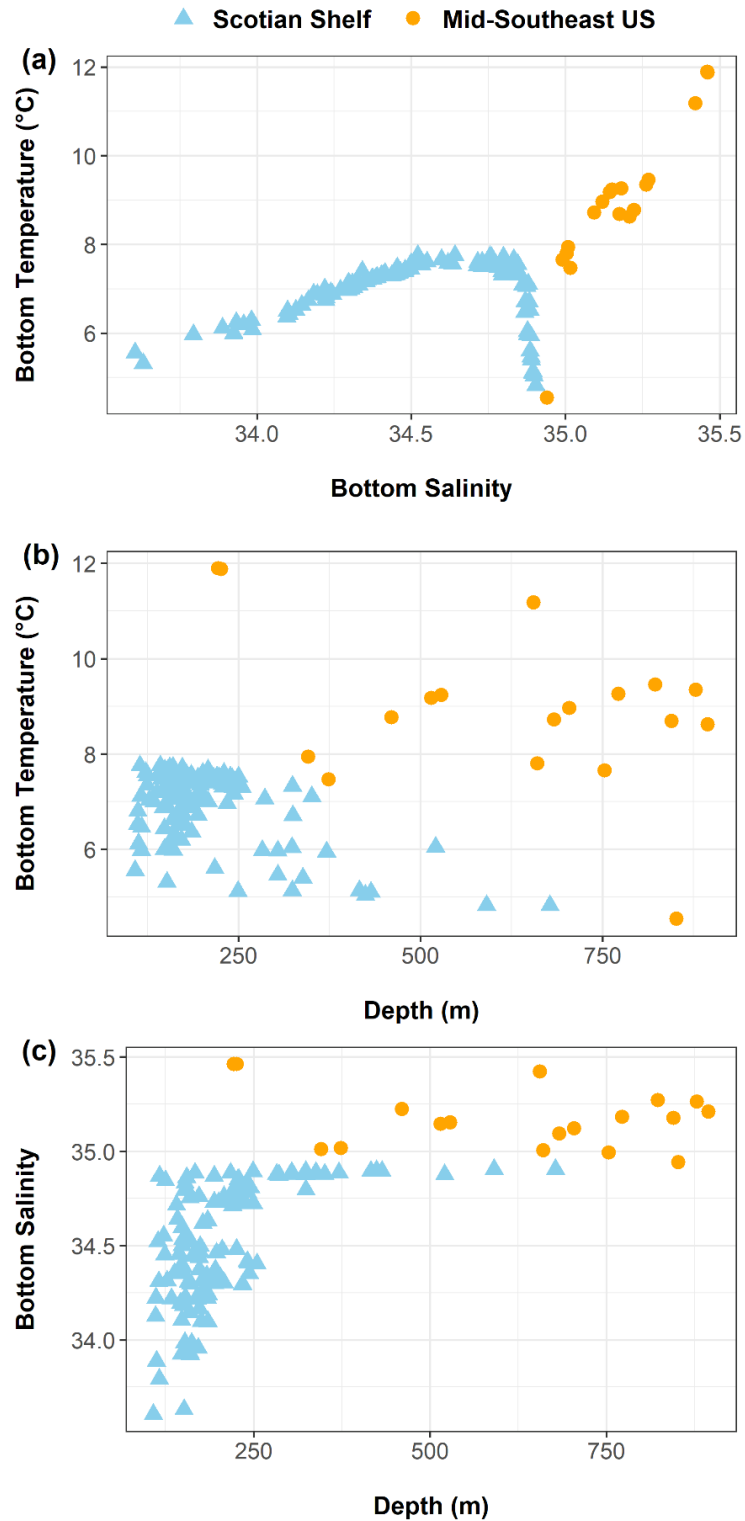 Scotian Shelf Mid-Southeast US
(a)
Bottom Temperature (°C)
12
10
8
6
34.0 34.5 35.0 35.5
Bottom Salinity
(b)
Bottom Temperature (°C)
12
10
8
6
250 500 750
Depth (m)
(c)
Bottom Salinity
35.5
35.0
34.5
34.0
250 500 750
Depth (m)